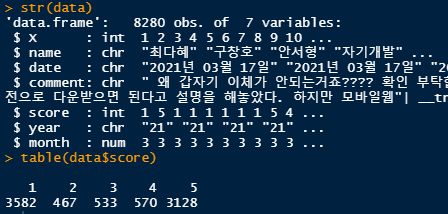 > str(data)
'data.frame':   8280 obs. of  7 variables:
 $ X      : int  1 2 3 4 5 6 7 8 9 10 ...
 $ name   : chr  "최다혜" "구창호" "안서형" "자기개발" ...
 $ date   : chr  "2021년 03월 17일" "2021년 03월 17일" "2
 $ comment: chr  " 왜 갑자기 이체가 안되는거죠???? 확인 부탁
전으로 다운받으면 된다고 설명을 해놓았다. 하지만 모바일웹"| __tr
 $ score  : int  1 5 1 1 1 1 1 1 5 4 ...
 $ year   : chr  "21" "21" "21" "21" ...
 $ month  : num  3 3 3 3 3 3 3 3 3 3 ...
> table(data$score)
   1    2    3    4    5
3582  467  533  570 3128